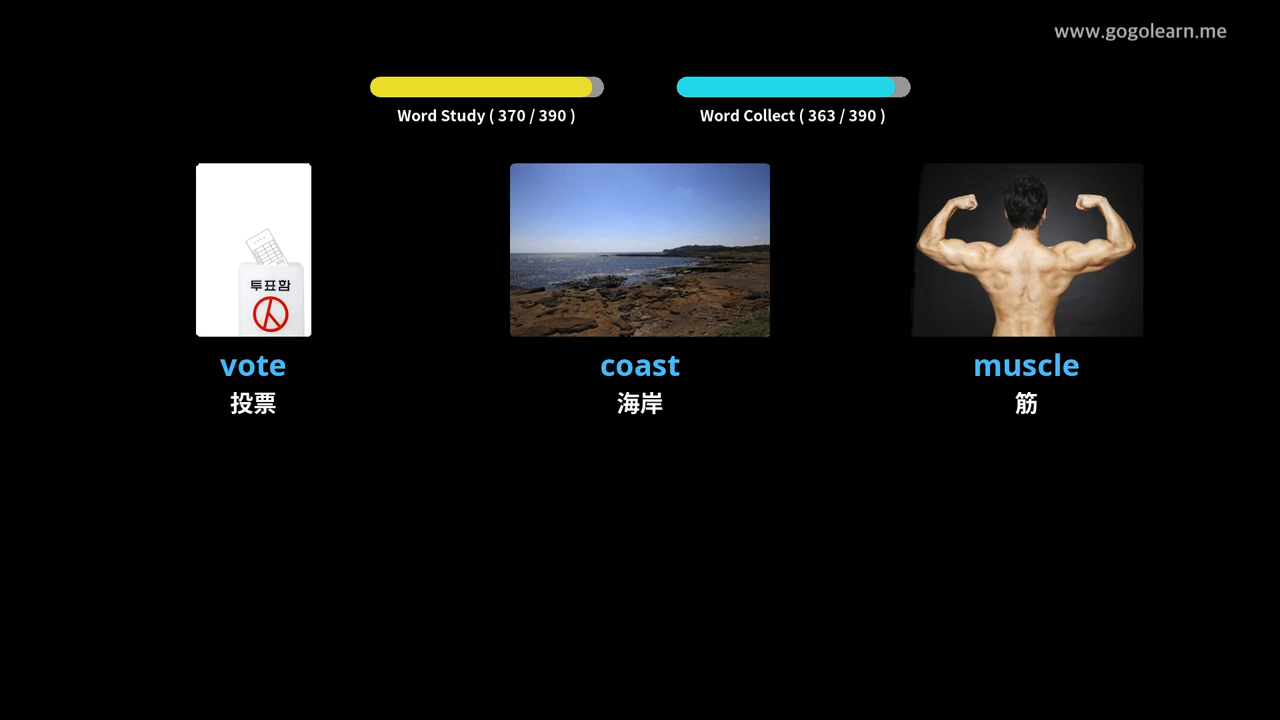 www.gogolearn.me
Word Study ( 370 / 390 )
Word Collect ( 363 / 390 )
투표함
vote
coast
muscle
投票
海岸
筋